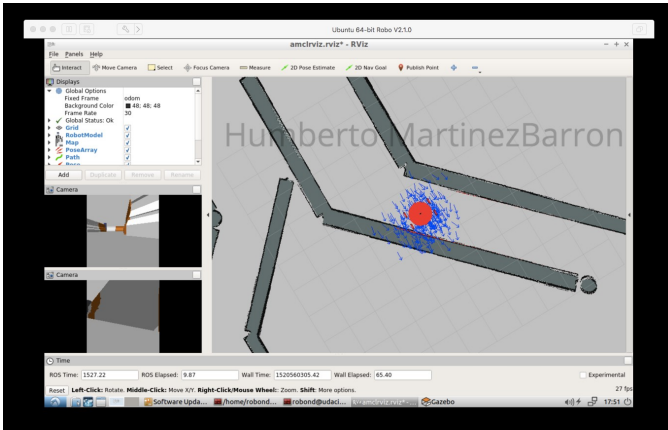 Ubuntu 64-bit Robo V2.1.0
amclrviz.rviz* - RViz
File Panels Help
Interact Move Camera Select Focus Camera Measure 2D Pose Estimate 2D Nav Goal Publish Point
Displays
Global Options
Fixed Frame odom
Background Color 48; 48; 48
Frame Rate 30
Global Status: Ok
Grid
RobotModel
Map
PoseArray
Path
Pose
Add Duplicate Remove Rename
Camera
Camera
Humberto MartinezBarron
Time
ROS Time: 1527.22 ROS Elapsed: 9.87 Wall Time: 1520560305.42 Wall Elapsed: 65.40 Experimental
Reset Left-Click: Rotate. Middle-Click: Move X/Y. Right-Click/Mouse Wheel: Zoom. Shift: More options. 27 fps
Software Upda... /home/robond... robond@udaci... amclrviz.rviz* -... Gazebo 17:51